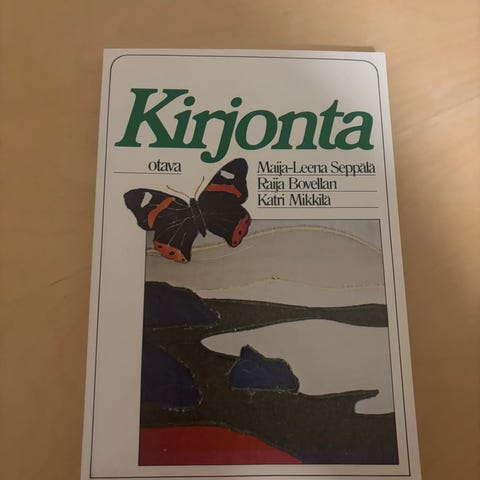 Kirjonta
otava
Maija-Leena Seppälä
Raija Bovellan
Katri Mikkilä